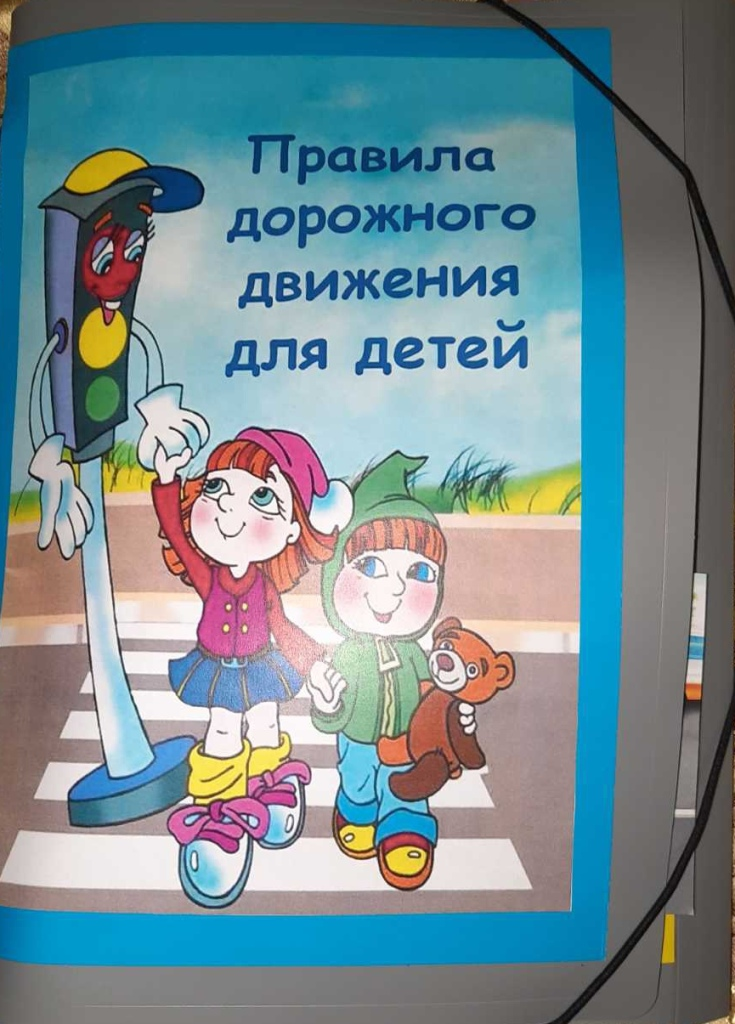 Правила
дорожного
движения
для детей